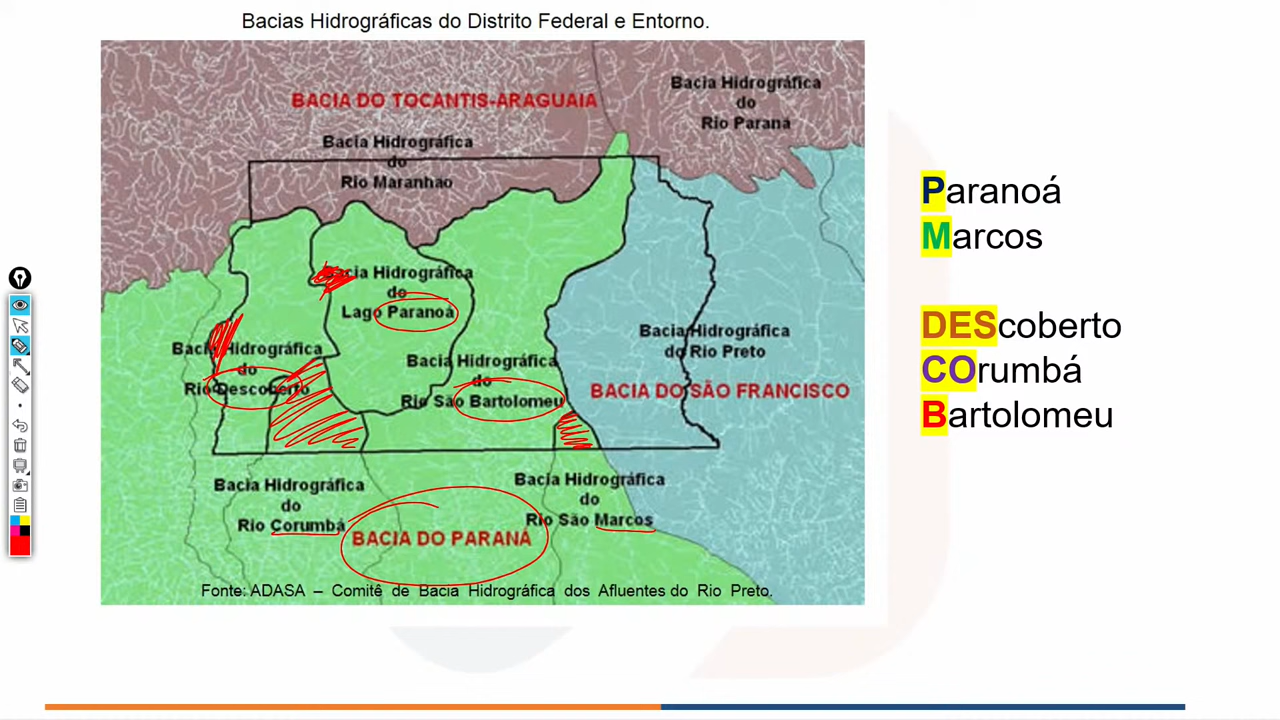 Bacias Hidrográficas do Distrito Federal e Entorno.
BACIA DO TOCANTIS-ARAGUAIA
Bacia Hidrográfica
do
Rio Paranã
Bacia Hidrográfica
do
Rio Maranhao
Bacia Hidrográfica
do
Lago Paranoá
Bacia Hidrográfica
do
Rio Descoberto
Bacia Hidrográfica
do
Rio São Bartolomeu
Bacia Hidrográfica
do Rio Preto
BACIA DO SÃO FRANCISCO
Bacia Hidrográfica
do
Rio Corumbá
Bacia Hidrográfica
do
Rio São Marcos
BACIA DO PARANÁ
Fonte: ADASA – Comitê de Bacia Hidrográfica dos Afluentes do Rio Preto.
Paranoá
Marcos
DEScoberto
COrumbá
Bartolomeu